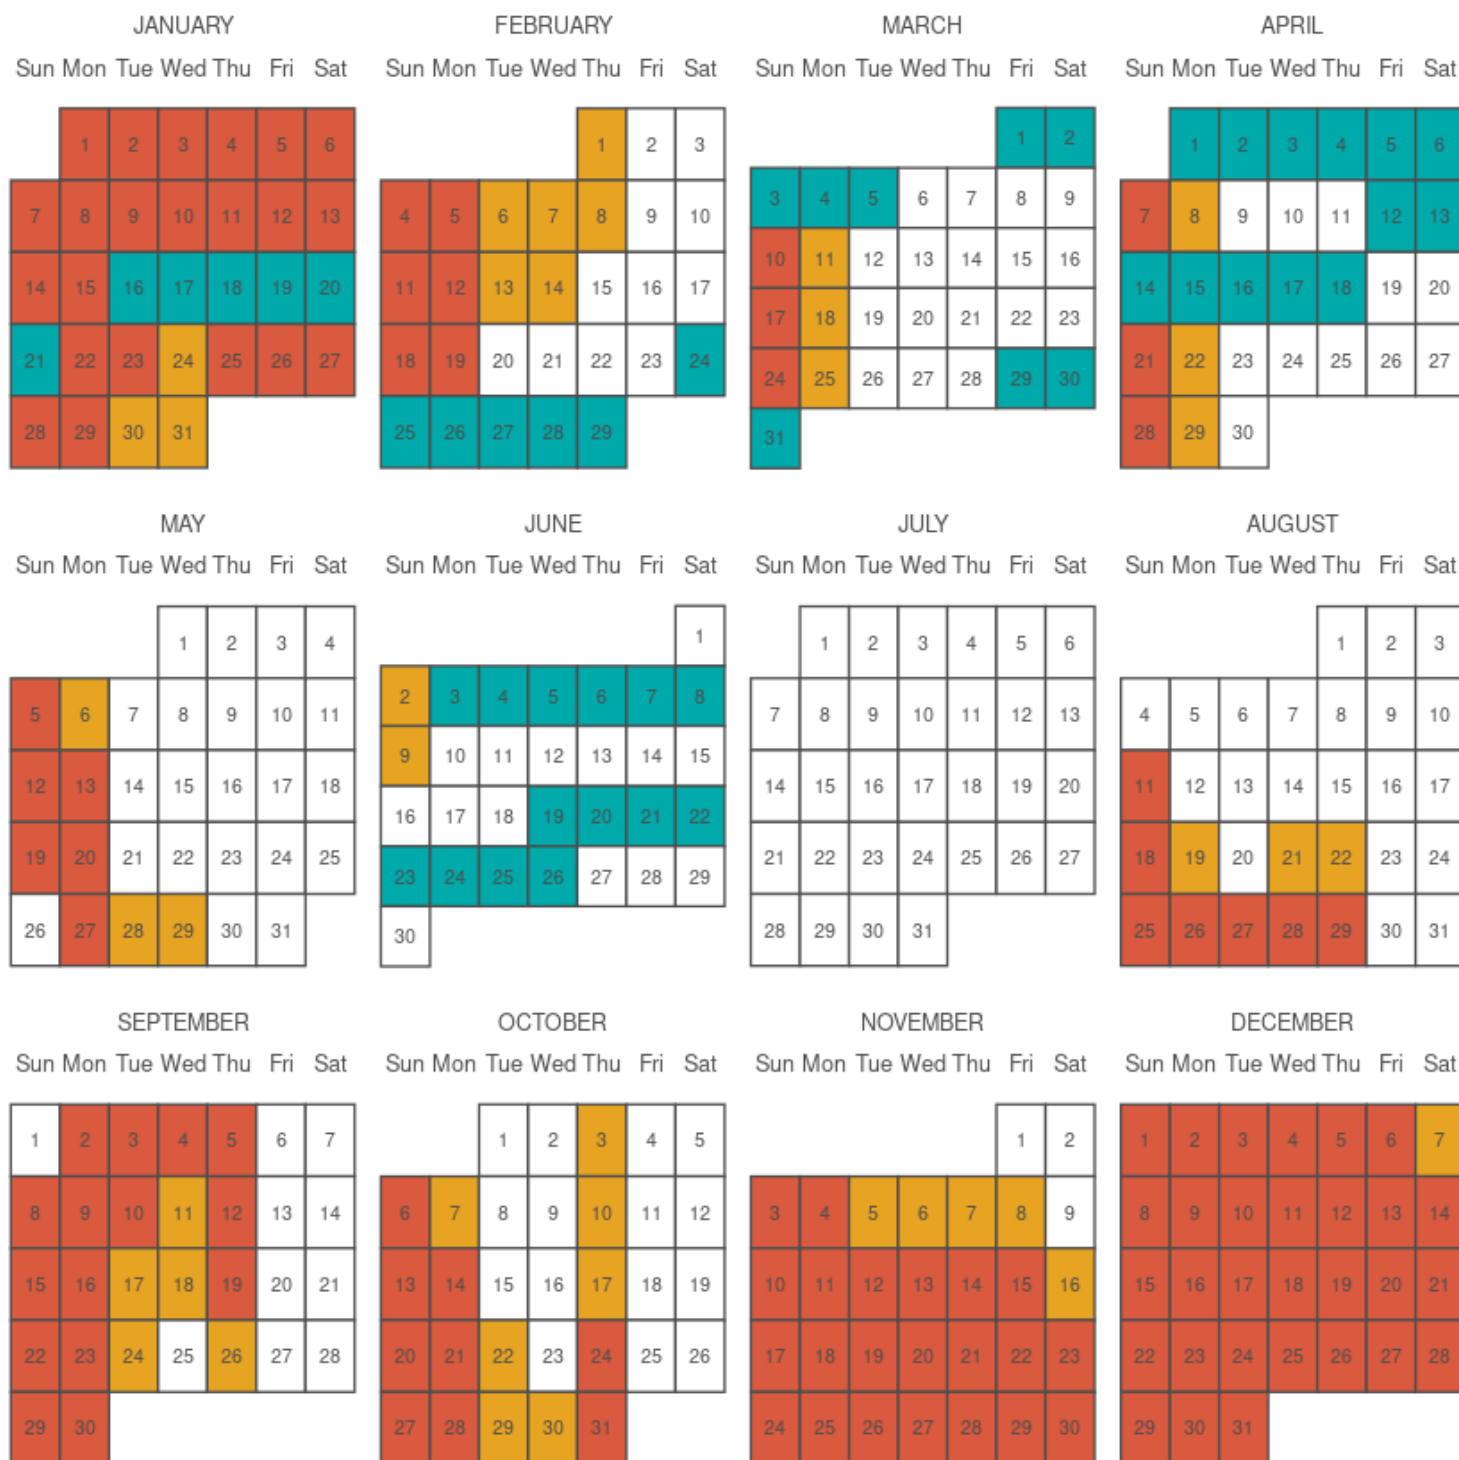 JANUARY FEBRUARY MARCH APRIL
Sun Mon Tue Wed Thu Fri Sat Sun Mon Tue Wed Thu Fri Sat Sun Mon Tue Wed Thu Fri Sat Sun Mon Tue Wed Thu Fri Sat
1 2 3 4 5 6 1 2 3 1 2 1 2 3 4 5 6
7 8 9 10 11 12 13 4 5 6 7 8 9 10 3 4 5 6 7 8 9 7 8 9 10 11 12 13
14 15 16 17 18 19 20 11 12 13 14 15 16 17 10 11 12 13 14 15 16 14 15 16 17 18 19 20
21 22 23 24 25 26 27 18 19 20 21 22 23 24 17 18 19 20 21 22 23 21 22 23 24 25 26 27
28 29 30 31 25 26 27 28 29 24 25 26 27 28 29 30 28 29 30
31
MAY JUNE JULY AUGUST
Sun Mon Tue Wed Thu Fri Sat Sun Mon Tue Wed Thu Fri Sat Sun Mon Tue Wed Thu Fri Sat Sun Mon Tue Wed Thu Fri Sat
1 2 3 4 1 1 2 3 4 5 6 1 2 3
5 6 7 8 9 10 11 2 3 4 5 6 7 8 7 8 9 10 11 12 13 4 5 6 7 8 9 10
12 13 14 15 16 17 18 9 10 11 12 13 14 15 14 15 16 17 18 19 20 11 12 13 14 15 16 17
19 20 21 22 23 24 25 16 17 18 19 20 21 22 21 22 23 24 25 26 27 18 19 20 21 22 23 24
26 27 28 29 30 31 23 24 25 26 27 28 29 28 29 30 31 25 26 27 28 29 30 31
30
SEPTEMBER OCTOBER NOVEMBER DECEMBER
Sun Mon Tue Wed Thu Fri Sat Sun Mon Tue Wed Thu Fri Sat Sun Mon Tue Wed Thu Fri Sat Sun Mon Tue Wed Thu Fri Sat
1 2 3 4 5 6 7 1 2 3 4 5 1 2 1 2 3 4 5 6 7
8 9 10 11 12 13 14 6 7 8 9 10 11 12 3 4 5 6 7 8 9 8 9 10 11 12 13 14
15 16 17 18 19 20 21 13 14 15 16 17 18 19 10 11 12 13 14 15 16 15 16 17 18 19 20 21
22 23 24 25 26 27 28 20 21 22 23 24 25 26 17 18 19 20 21 22 23 22 23 24 25 26 27 28
29 30 27 28 29 30 31 24 25 26 27 28 29 30 29 30 31